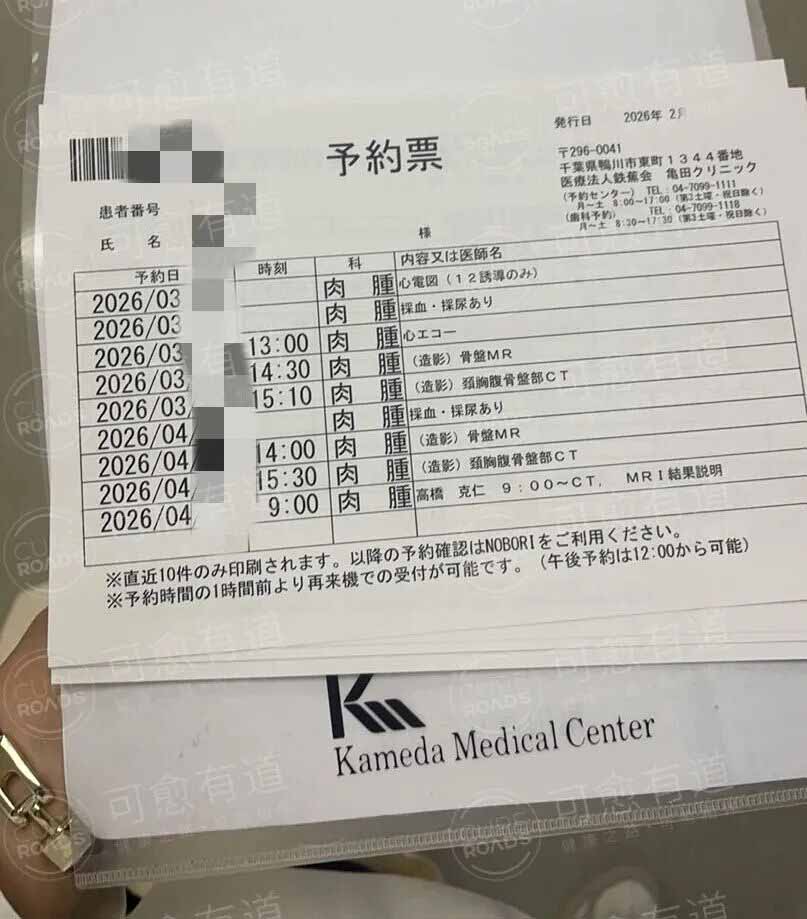 予約票
発行日 2026年 2月
〒296-0041
千葉県鴨川市東町1344番地
医療法人鉄蕉会 亀田クリニック
(予約センター) TEL:04-7099-1111
月~土 8:00~17:00 (第3土曜・祝日除く)
(歯科予約) TEL:04-7099-1118
月~土 8:30~17:30 (第3土曜・祝日除く)
患者番号
氏 名 様
予約日 時刻 科 内容又は医師名
2026/03 肉 腫 心電図(12誘導のみ)
2026/03 肉 腫 採血・採尿あり
2026/03 13:00 肉 腫 心エコー
2026/03 14:30 肉 腫 (造影)骨盤MR
2026/03 15:10 肉 腫 (造影)頚胸腹骨盤部CT
2026/04 肉 腫 採血・採尿あり
2026/04 14:00 肉 腫 (造影)骨盤MR
2026/04 15:30 肉 腫 (造影)頚胸腹骨盤部CT
2026/04 9:00 肉 腫 高橋 克仁 9:00~CT, MRI結果説明
※直近10件のみ印刷されます。以降の予約確認はNOBORIをご利用ください。
※予約時間の1時間前より再来機での受付が可能です。(午後予約は12:00から可能)
Kameda Medical Center
可愈有道
CURE ROADS